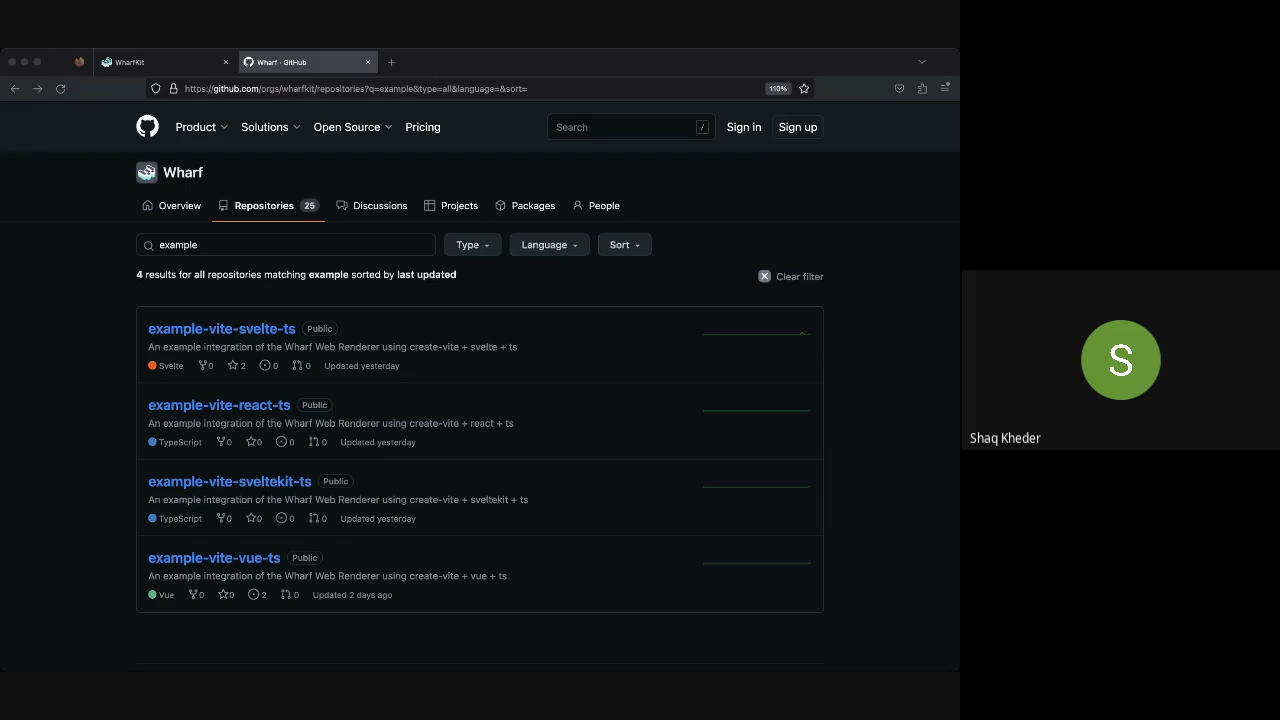 WharfKit
Wharf · GitHub
https://github.com/orgs/wharfkit/repositories?q=example&type=all&language=&sort=
110%
Product
Solutions
Open Source
Pricing
Search
/
Sign in
Sign up
Wharf
Overview
Repositories 25
Discussions
Projects
Packages
People
example
Type
Language
Sort
4 results for all repositories matching example sorted by last updated
Clear filter
example-vite-svelte-ts Public
An example integration of the Wharf Web Renderer using create-vite + svelte + ts
Svelte 0 2 0 0 Updated yesterday
example-vite-react-ts Public
An example integration of the Wharf Web Renderer using create-vite + react + ts
TypeScript 0 0 0 0 Updated yesterday
example-vite-sveltekit-ts Public
An example integration of the Wharf Web Renderer using create-vite + sveltekit + ts
TypeScript 0 0 0 0 Updated yesterday
example-vite-vue-ts Public
An example integration of the Wharf Web Renderer using create-vite + vue + ts
Vue 0 0 2 0 Updated 2 days ago
S
Shaq Kheder